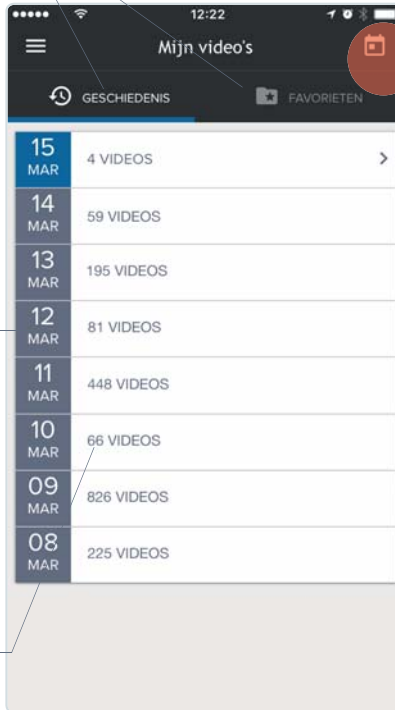 12:22
Mijn video's
GESCHIEDENIS
FAVORIETEN
15
MAR
4 VIDEOS
14
MAR
59 VIDEOS
13
MAR
195 VIDEOS
12
MAR
81 VIDEOS
11
MAR
448 VIDEOS
10
MAR
66 VIDEOS
09
MAR
826 VIDEOS
08
MAR
225 VIDEOS